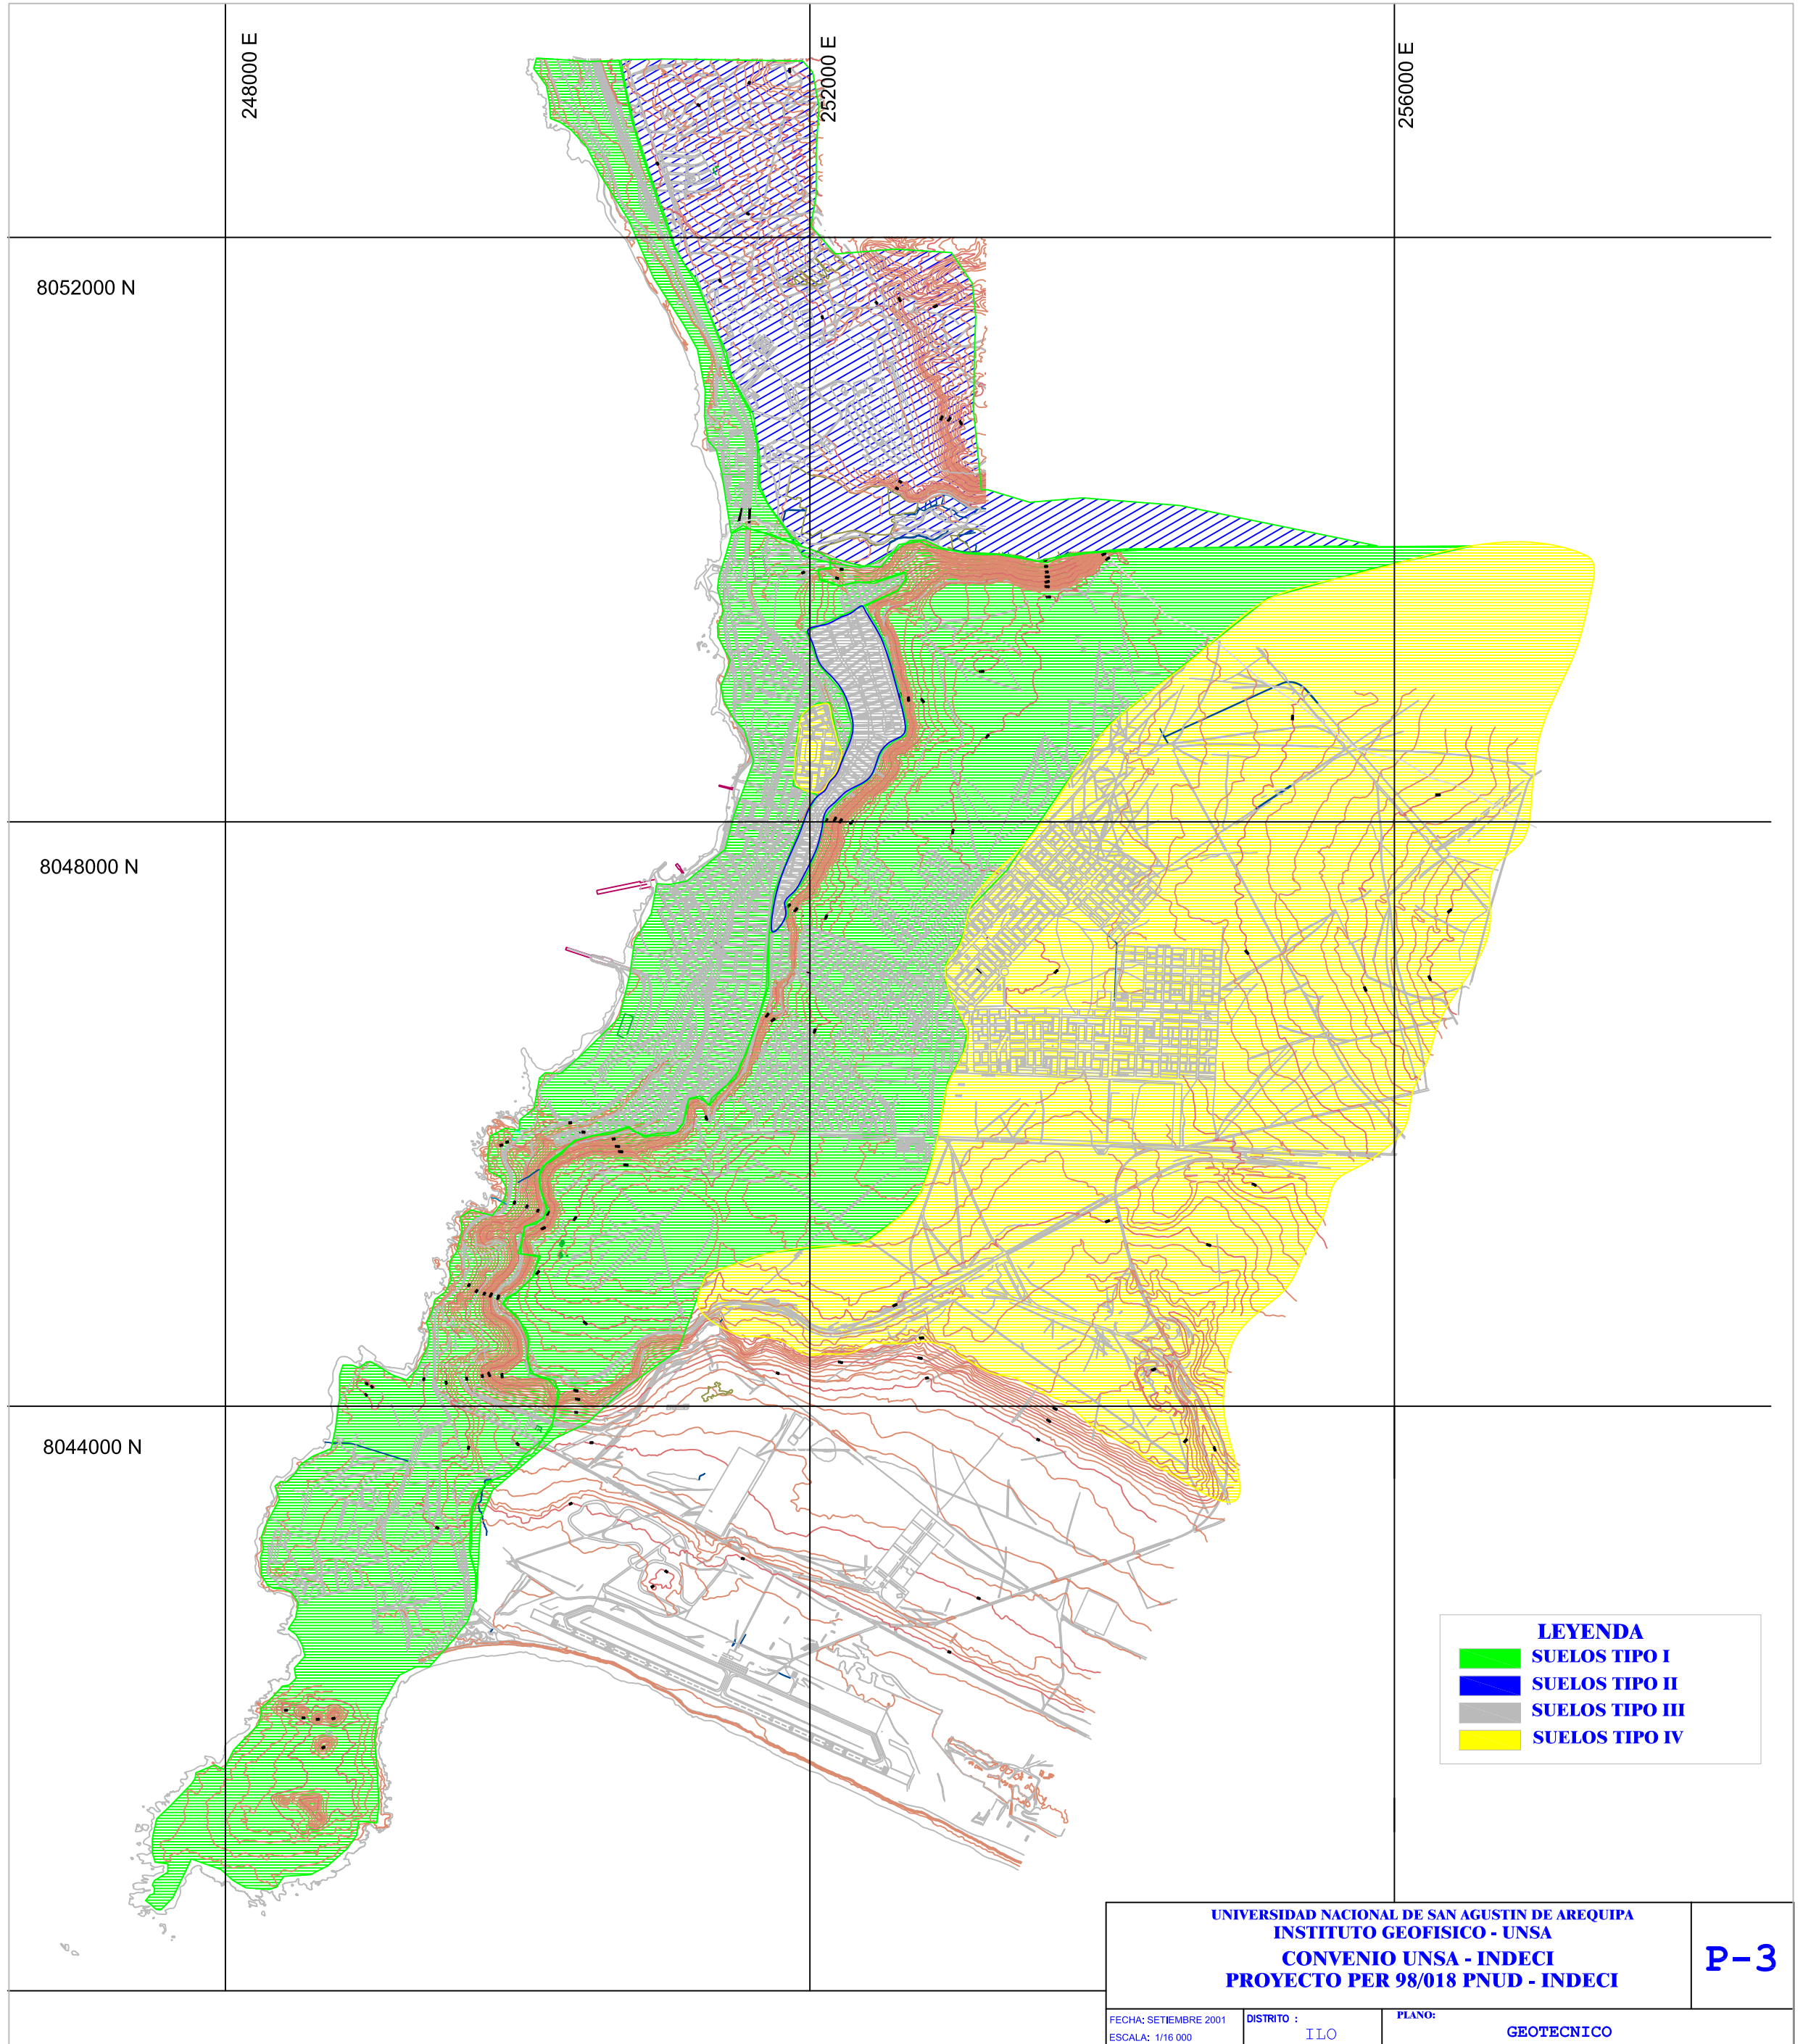 248000 E
252000 E
256000 E
8052000 N
8048000 N
8044000 N
LEYENDA
SUELOS TIPO I
SUELOS TIPO II
SUELOS TIPO III
SUELOS TIPO IV
UNIVERSIDAD NACIONAL DE SAN AGUSTIN DE AREQUIPA
INSTITUTO GEOFISICO - UNSA
CONVENIO UNSA - INDECI
PROYECTO PER 98/018 PNUD - INDECI
P-3
FECHA: SETIEMBRE 2001
ESCALA: 1/16 000
DISTRITO :
ILO
PLANO:
GEOTECNICO